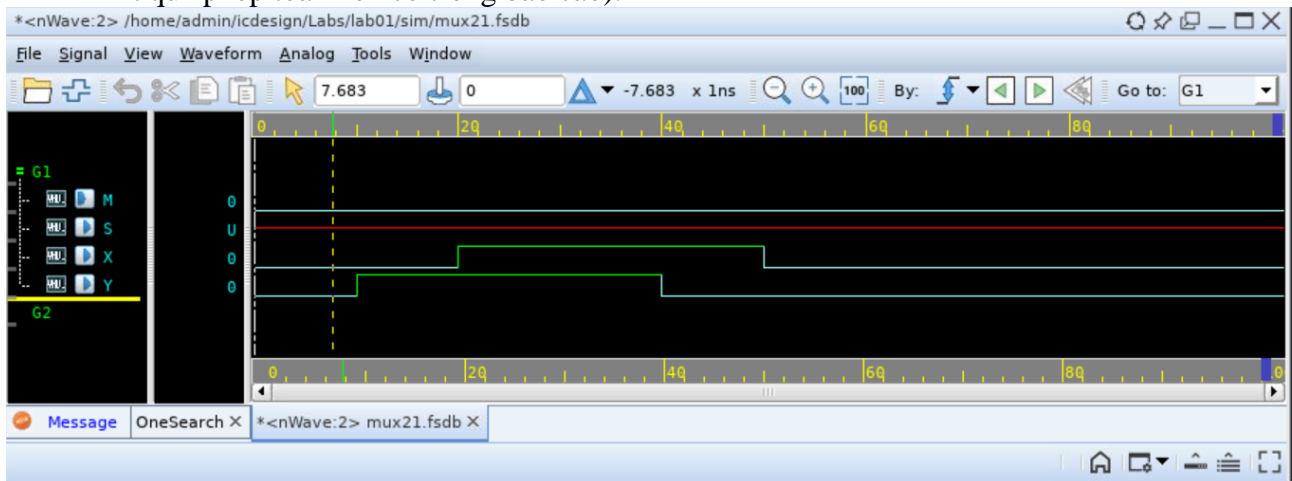 *<nWave:2> /home/admin/icdesign/Labs/lab01/sim/mux21.fsdb
File Signal View Waveform Analog Tools Window
7.683 0 -7.683 x 1ns 100 By: Go to: G1
0 20 40 60 80
G1
M 0
S U
X 0
Y 0
G2
0 20 40 60 80 0
Message OneSearch X *<nWave:2> mux21.fsdb X